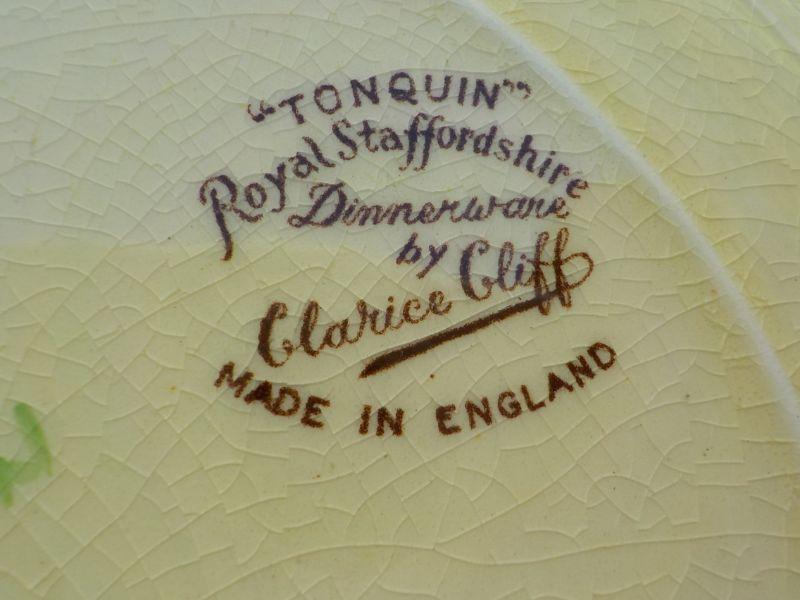 "TONQUIN"
Royal Staffordshire
Dinnerware
by Clarice Cliff
MADE IN ENGLAND